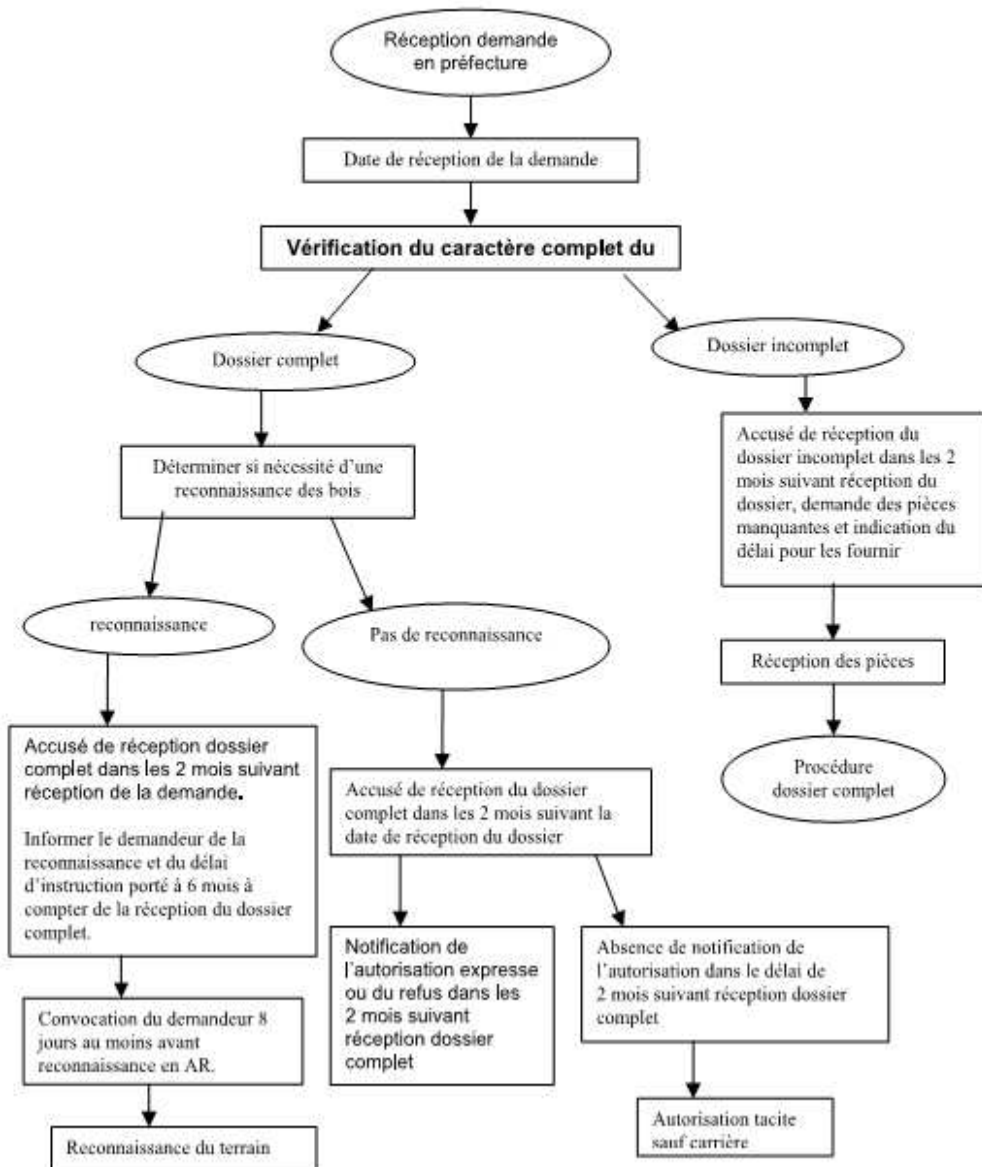 Réception demande
en préfecture
Date de réception de la demande
Vérification du caractère complet du
Dossier complet
Dossier incomplet
Déterminer si nécessité d'une
reconnaissance des bois
Accusé de réception du
dossier incomplet dans les 2
mois suivant réception du
dossier, demande des pièces
manquantes et indication du
délai pour les fournir
reconnaissance
Pas de reconnaissance
Réception des pièces
Procédure
dossier complet
Accusé de réception dossier
complet dans les 2 mois suivant
réception de la demande.
Informer le demandeur de la
reconnaissance et du délai
d'instruction porté à 6 mois à
compter de la réception du dossier
complet.
Accusé de réception du dossier
complet dans les 2 mois suivant la
date de réception du dossier
Convocation du demandeur 8
jours au moins avant
reconnaissance en AR.
Notification de
l'autorisation expresse
ou du refus dans les
2 mois suivant
réception dossier
complet
Absence de notification de
l'autorisation dans le délai de
2 mois suivant réception dossier
complet
Reconnaissance du terrain
Autorisation tacite
sauf carrière